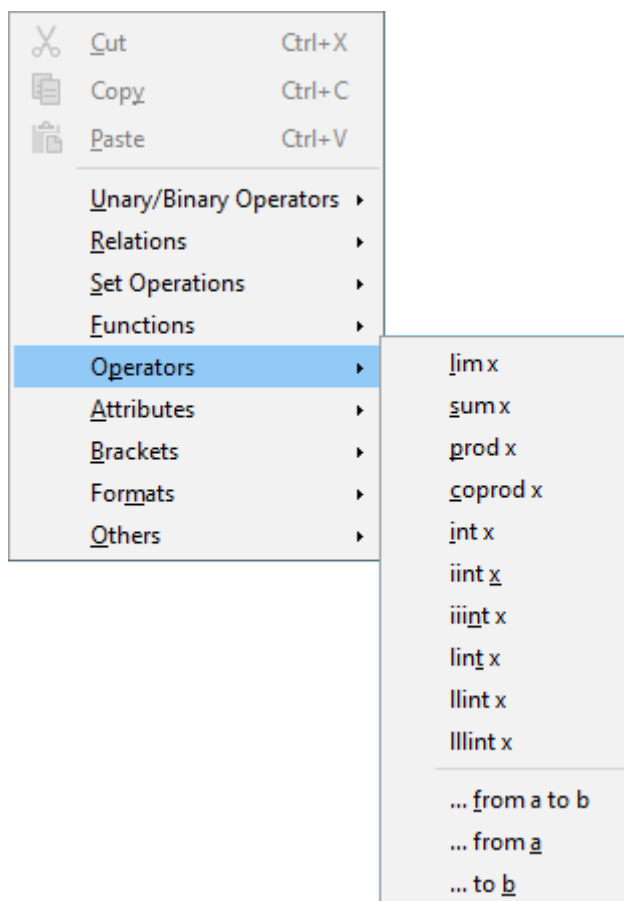 Cut Ctrl+X
Copy Ctrl+C
Paste Ctrl+V
Unary/Binary Operators
Relations
Set Operations
Functions
Operators
Attributes
Brackets
Formats
Others
lim x
sum x
prod x
coprod x
int x
iint x
iiint x
lint x
llint x
lllint x
... from a to b
... from a
... to b